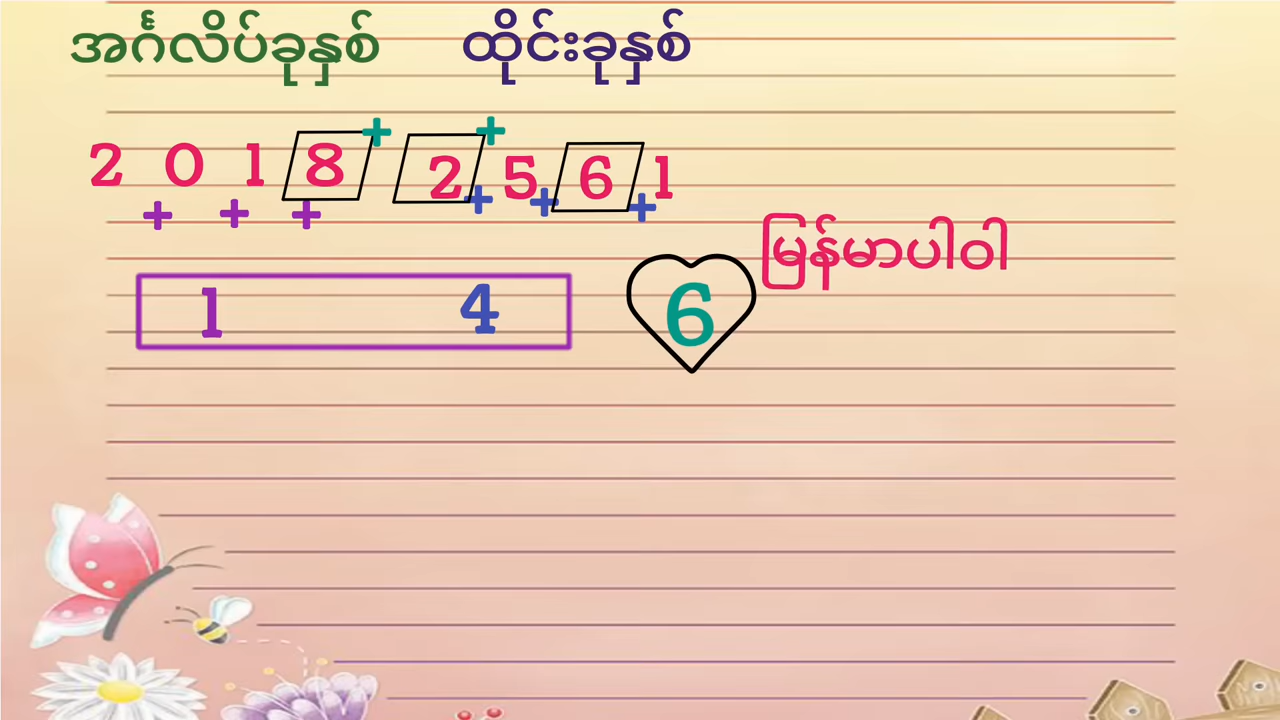 အင်္ဂလိပ်ခုနှစ် ထိုင်းခုနှစ်
2 0 1 8 + 2 + 5 6 1
+ + + + + +
1 4 6 မြန်မာပါဝါ